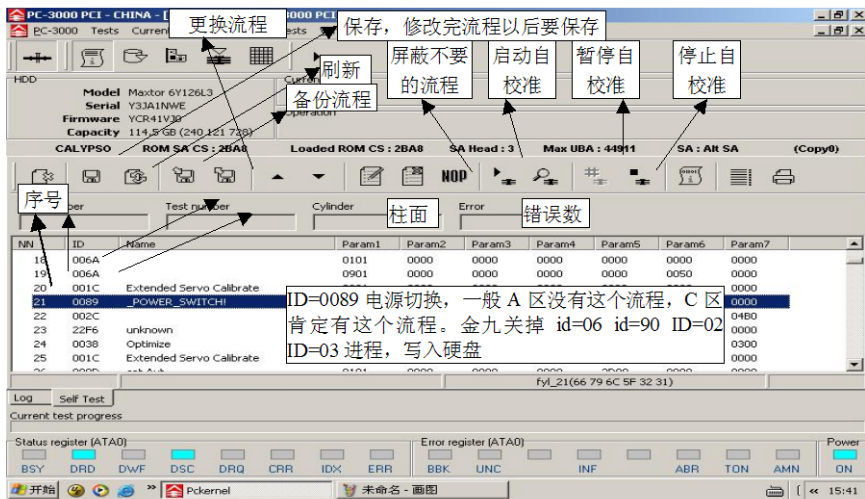 PC-3000 PCI - CHINA - [
3000 PCI
更换流程
保存，修改完流程以后要保存
PC-3000 Tests Curren
ests
刷新
备份流程
屏蔽不要
的流程
启动自
校准
暂停自
校准
停止自
校准
HDD
Current
Model Maxtor 6Y126L3
Serial Y3JA1NWE
Firmware YCR41V30
Capacity 114,5 GB (240 121 728)
Operation
CALYPSO ROM SA CS : 2BA8 Loaded ROM CS : 2BA8 SA Head : 3 Max UBA : 44911 SA : Alt SA (Copy0)
NOP
序号
ber Test number Cylinder 柱面 Error 错误数
NN ID Name Param1 Param2 Param3 Param4 Param5 Param6 Param7
18 006A 0101 0000 0000 0000 0000 0000 0000
19 006A 0901 0000 0000 0000 0000 0050 0000
20 001C Extended Servo Calibrate
21 0089 _POWER_SWITCH! 0000
22 002C 04B0
23 22F6 unknown 0000
24 0038 Optimize 0300
25 001C Extended Servo Calibrate 0000
ID=0089 电源切换，一般 A 区没有这个流程，C 区
肯定有这个流程。金九关掉 id=06 id=90 ID=02
ID=03 进程，写入硬盘
fyl_21(66 79 6C 5F 32 31)
Log Self Test
Current test progress
Status register (ATA0) Error register (ATA0) Power
BSY DRD DWF DSC DRQ CRR IDX ERR BBK UNC INF ABR TON AMN ON
开始 » Pckernel 未命名 - 画图 « 15:41